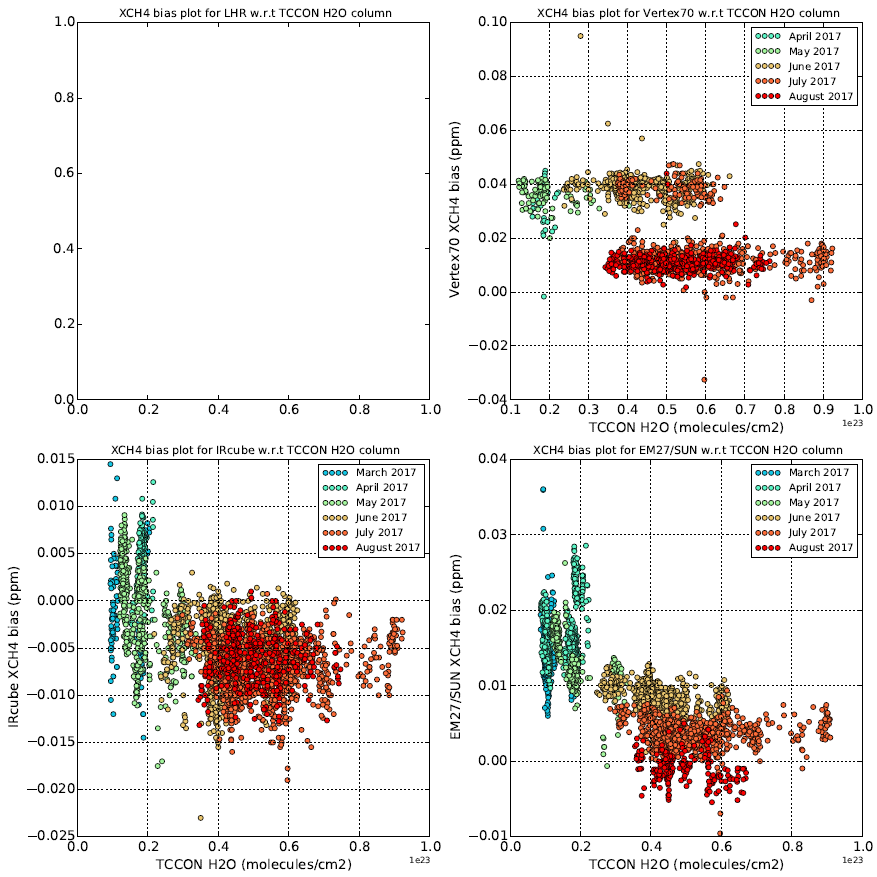 XCH4 bias plot for LHR w.r.t TCCON H2O column
1.0
0.8
0.6
0.4
0.2
0.0
0.0 0.2 0.4 0.6 0.8 1.0
XCH4 bias plot for Vertex70 w.r.t TCCON H2O column
Vertex70 XCH4 bias (ppm)
0.10
0.08
0.06
0.04
0.02
0.00
−0.02
−0.04
April 2017
May 2017
June 2017
July 2017
August 2017
0.1 0.2 0.3 0.4 0.5 0.6 0.7 0.8 0.9 1.0
TCCON H2O (molecules/cm2)
1e23
XCH4 bias plot for IRcube w.r.t TCCON H2O column
IRcube XCH4 bias (ppm)
0.015
0.010
0.005
0.000
−0.005
−0.010
−0.015
−0.020
−0.025
March 2017
April 2017
May 2017
June 2017
July 2017
August 2017
0.0 0.2 0.4 0.6 0.8 1.0
TCCON H2O (molecules/cm2)
1e23
XCH4 bias plot for EM27/SUN w.r.t TCCON H2O column
EM27/SUN XCH4 bias (ppm)
0.04
0.03
0.02
0.01
0.00
−0.01
March 2017
April 2017
May 2017
June 2017
July 2017
August 2017
0.0 0.2 0.4 0.6 0.8 1.0
TCCON H2O (molecules/cm2)
1e23